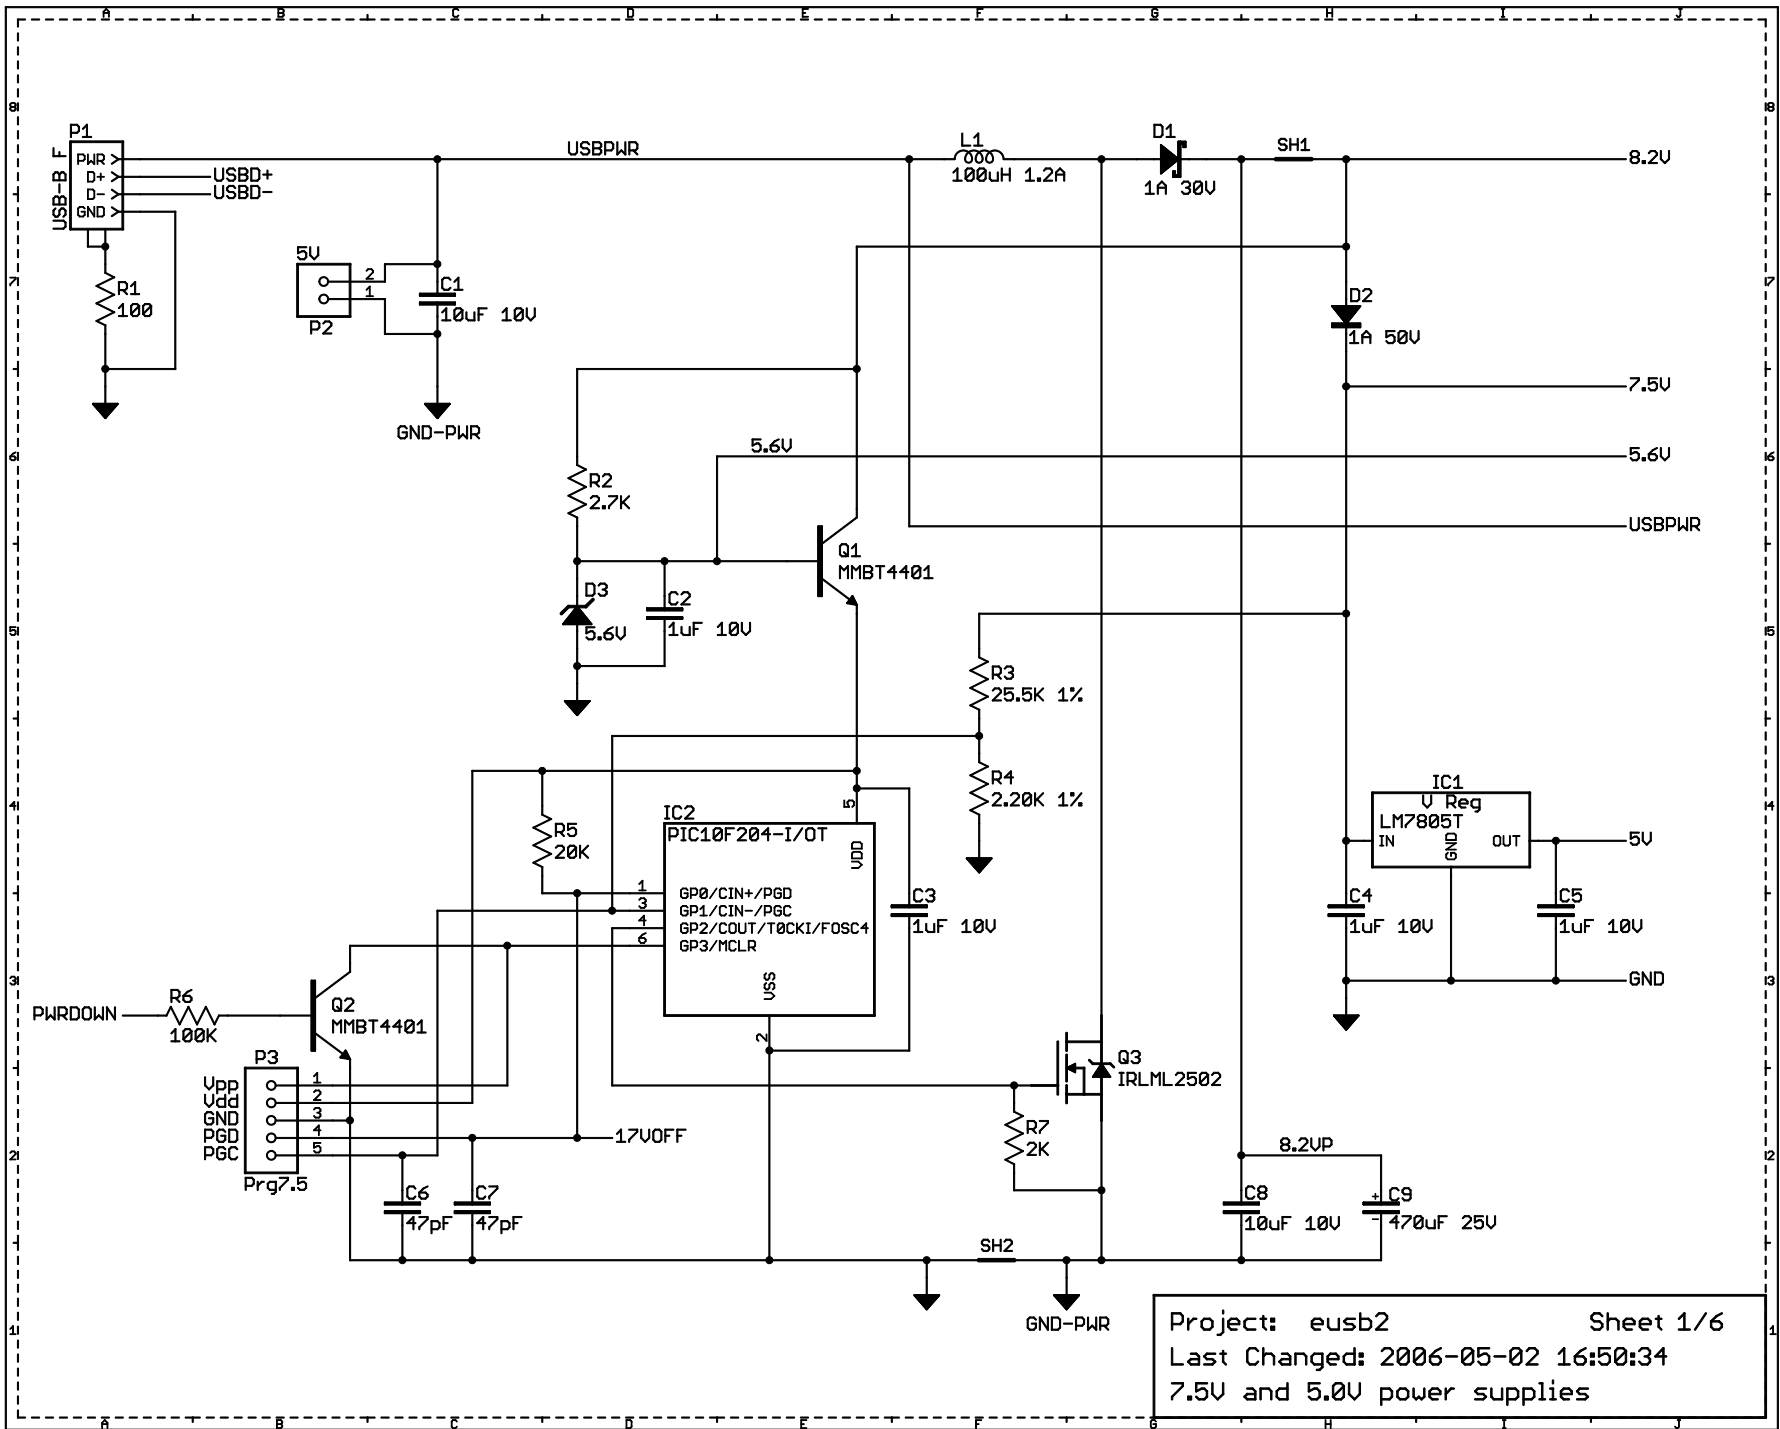 A B C D E F G H I J
8 8
P1
USB-B F
PWR
D+
D-
GND
USBD+
USBD-
USBPWR
L1
100uH 1.2A
D1
1A 30V
SH1
8.2V
7 7
R1
100
5V
2
1
P2
C1
10uF 10V
GND-PWR
D2
1A 50V
7.5V
6 6
5.6V
5.6V
R2
2.7K
USBPWR
Q1
MMBT4401
D3
5.6V
C2
1uF 10V
5 5
R3
25.5K 1%
R4
2.20K 1%
4 4
R5
20K
IC2
PIC10F204-I/OT
5
VDD
1 GP0/CIN+/PGD
3 GP1/CIN-/PGC
4 GP2/COUT/T0CKI/FOSC4
6 GP3/MCLR
VSS
2
C3
1uF 10V
IC1
V Reg
LM7805T
IN
GND
OUT
5V
C4
1uF 10V
C5
1uF 10V
GND
3 3
PWRDOWN
R6
100K
Q2
MMBT4401
P3
Vpp 1
Vdd 2
GND 3
PGD 4
PGC 5
Prg7.5
17VOFF
Q3
IRLML2502
R7
2K
2 2
C6
47pF
C7
47pF
8.2VP
C8
10uF 10V
+ C9
- 470uF 25V
SH2
GND-PWR
1 1
Project: eusb2 Sheet 1/6
Last Changed: 2006-05-02 16:50:34
7.5V and 5.0V power supplies
A B C D E F G H I J